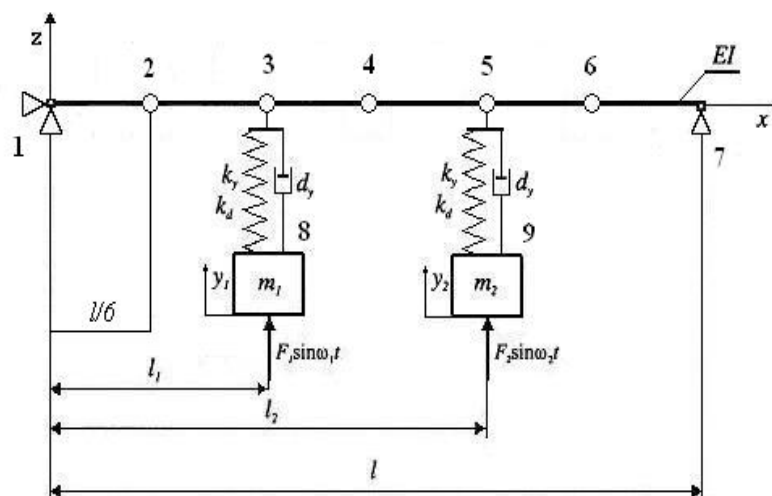 z
2 3 4 5 6 EI
x
1 7
k_y k_y
d_y d_y
k_d k_d
8 9
y_1 m_1 y_2 m_2
l/6
F_1sinω_1t F_2sinω_2t
l_1
l_2
l